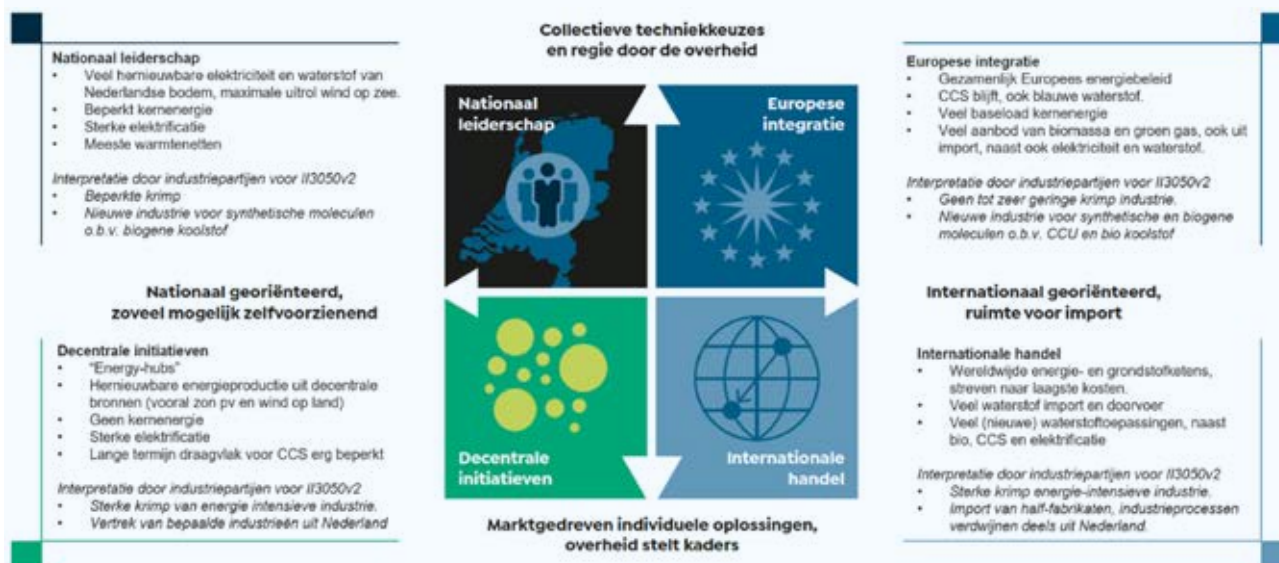 Collectieve techniekkeuzes
en regie door de overheid
Nationaal leiderschap
• Veel hernieuwbare elektriciteit en waterstof van
Nederlandse bodem, maximale uitrol wind op zee.
• Beperkt kernenergie
• Sterke elektrificatie
• Meeste warmtenetten
Interpretatie door industriepartijen voor II3050v2
• Beperkte krimp
• Nieuwe industrie voor synthetische moleculen
o.b.v. biogene koolstof
Nationaal
leiderschap
Europese
integratie
Europese integratie
• Gezamenlijk Europees energiebeleid
• CCS blijft, ook blauwe waterstof.
• Veel baseload kernenergie
• Veel aanbod van biomassa en groen gas, ook uit
import, naast ook elektriciteit en waterstof.
Interpretatie door industriepartijen voor II3050v2
• Geen tot zeer geringe krimp industrie.
• Nieuwe industrie voor synthetische en biogene
moleculen o.b.v. CCU en bio koolstof
Nationaal georiënteerd,
zoveel mogelijk zelfvoorzienend
Internationaal georiënteerd,
ruimte voor import
Decentrale initiatieven
• "Energy-hubs"
• Hernieuwbare energieproductie uit decentrale
bronnen (vooral zon pv en wind op land)
• Geen kernenergie
• Sterke elektrificatie
• Lange termijn draagvlak voor CCS erg beperkt
Interpretatie door industriepartijen voor II3050v2
• Sterke krimp van energie intensieve industrie.
• Vertrek van bepaalde industrieën uit Nederland
Decentrale
initiatieven
Internationale
handel
Internationale handel
• Wereldwijde energie- en grondstofketens,
streven naar laagste kosten.
• Veel waterstof import en doorvoer
• Veel (nieuwe) waterstoftoepassingen, naast
bio, CCS en elektrificatie
Interpretatie door industriepartijen voor II3050v2
• Sterke krimp energie-intensieve industrie.
• Import van half-fabrikaten, industrieprocessen
verdwijnen deels uit Nederland.
Marktgedreven individuele oplossingen,
overheid stelt kaders